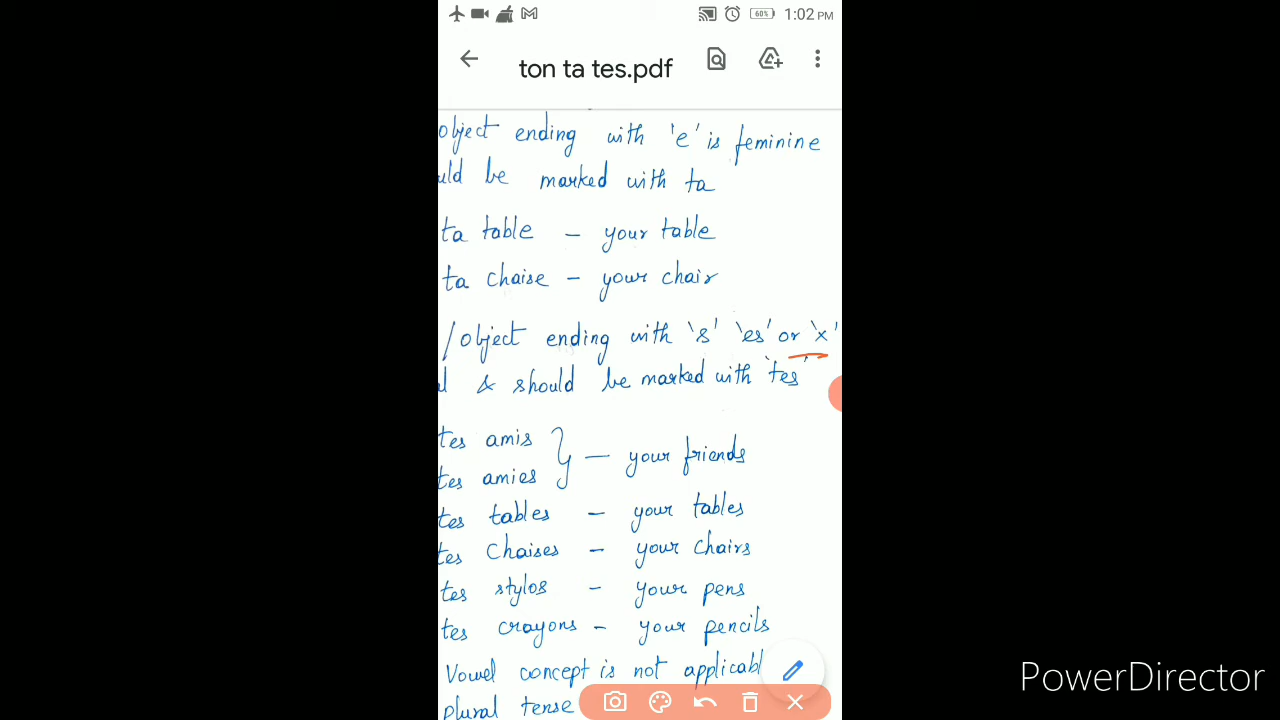 60% 1:02 PM
ton ta tes.pdf
object ending with 'e' is feminine
uld be marked with ta
ta table - your table
ta chaise - your chair
/object ending with 's' 'es' or 'x'
l & should be marked with 'tes'
tes amis
tes amies } - your friends
tes tables - your tables
tes chaises - your chairs
tes stylos - your pens
tes crayons - your pencils
Vowel concept is not applicabl
plural tense
PowerDirector